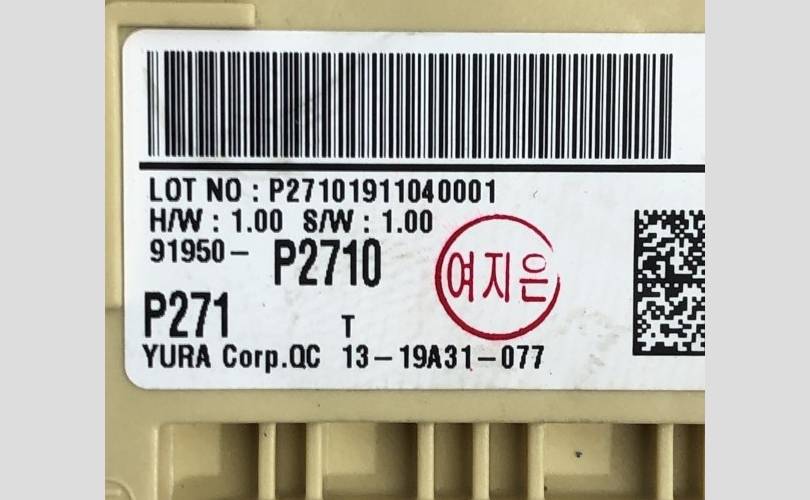 LOT NO : P27101911040001
H/W : 1.00 S/W : 1.00
91950- P2710
여지은
P271 T
YURA Corp.QC 13-19A31-077